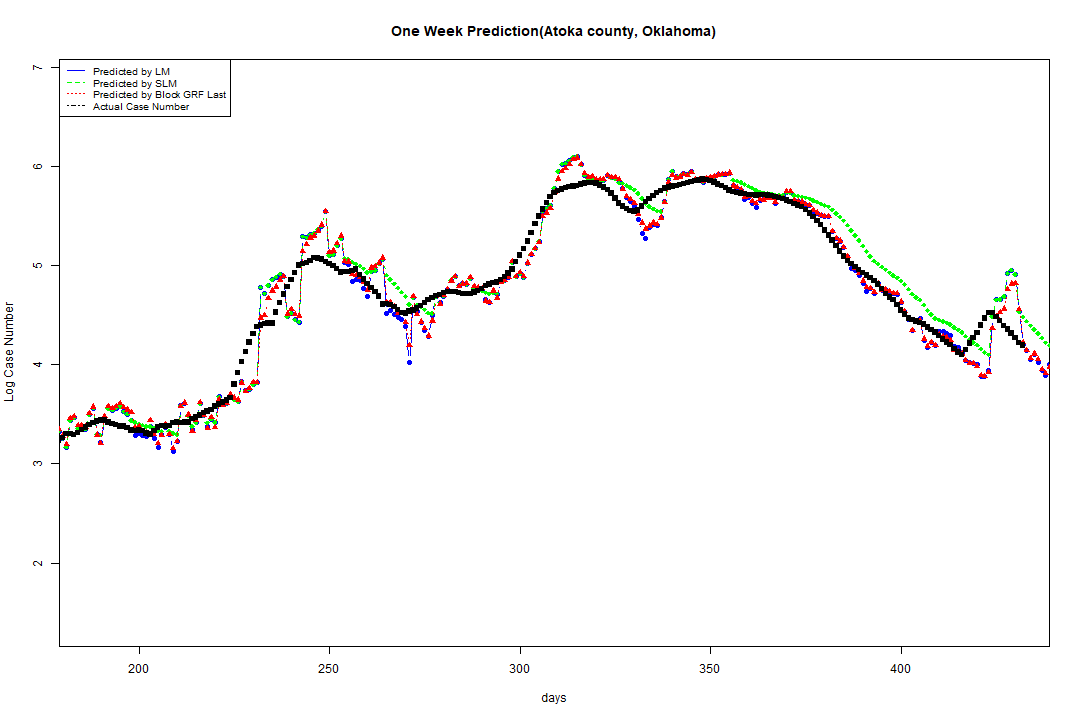 One Week Prediction(Atoka county, Oklahoma)
Predicted by LM
Predicted by SLM
Predicted by Block GRF Last
Actual Case Number
Log Case Number
7
6
5
4
3
2
200 250 300 350 400
days